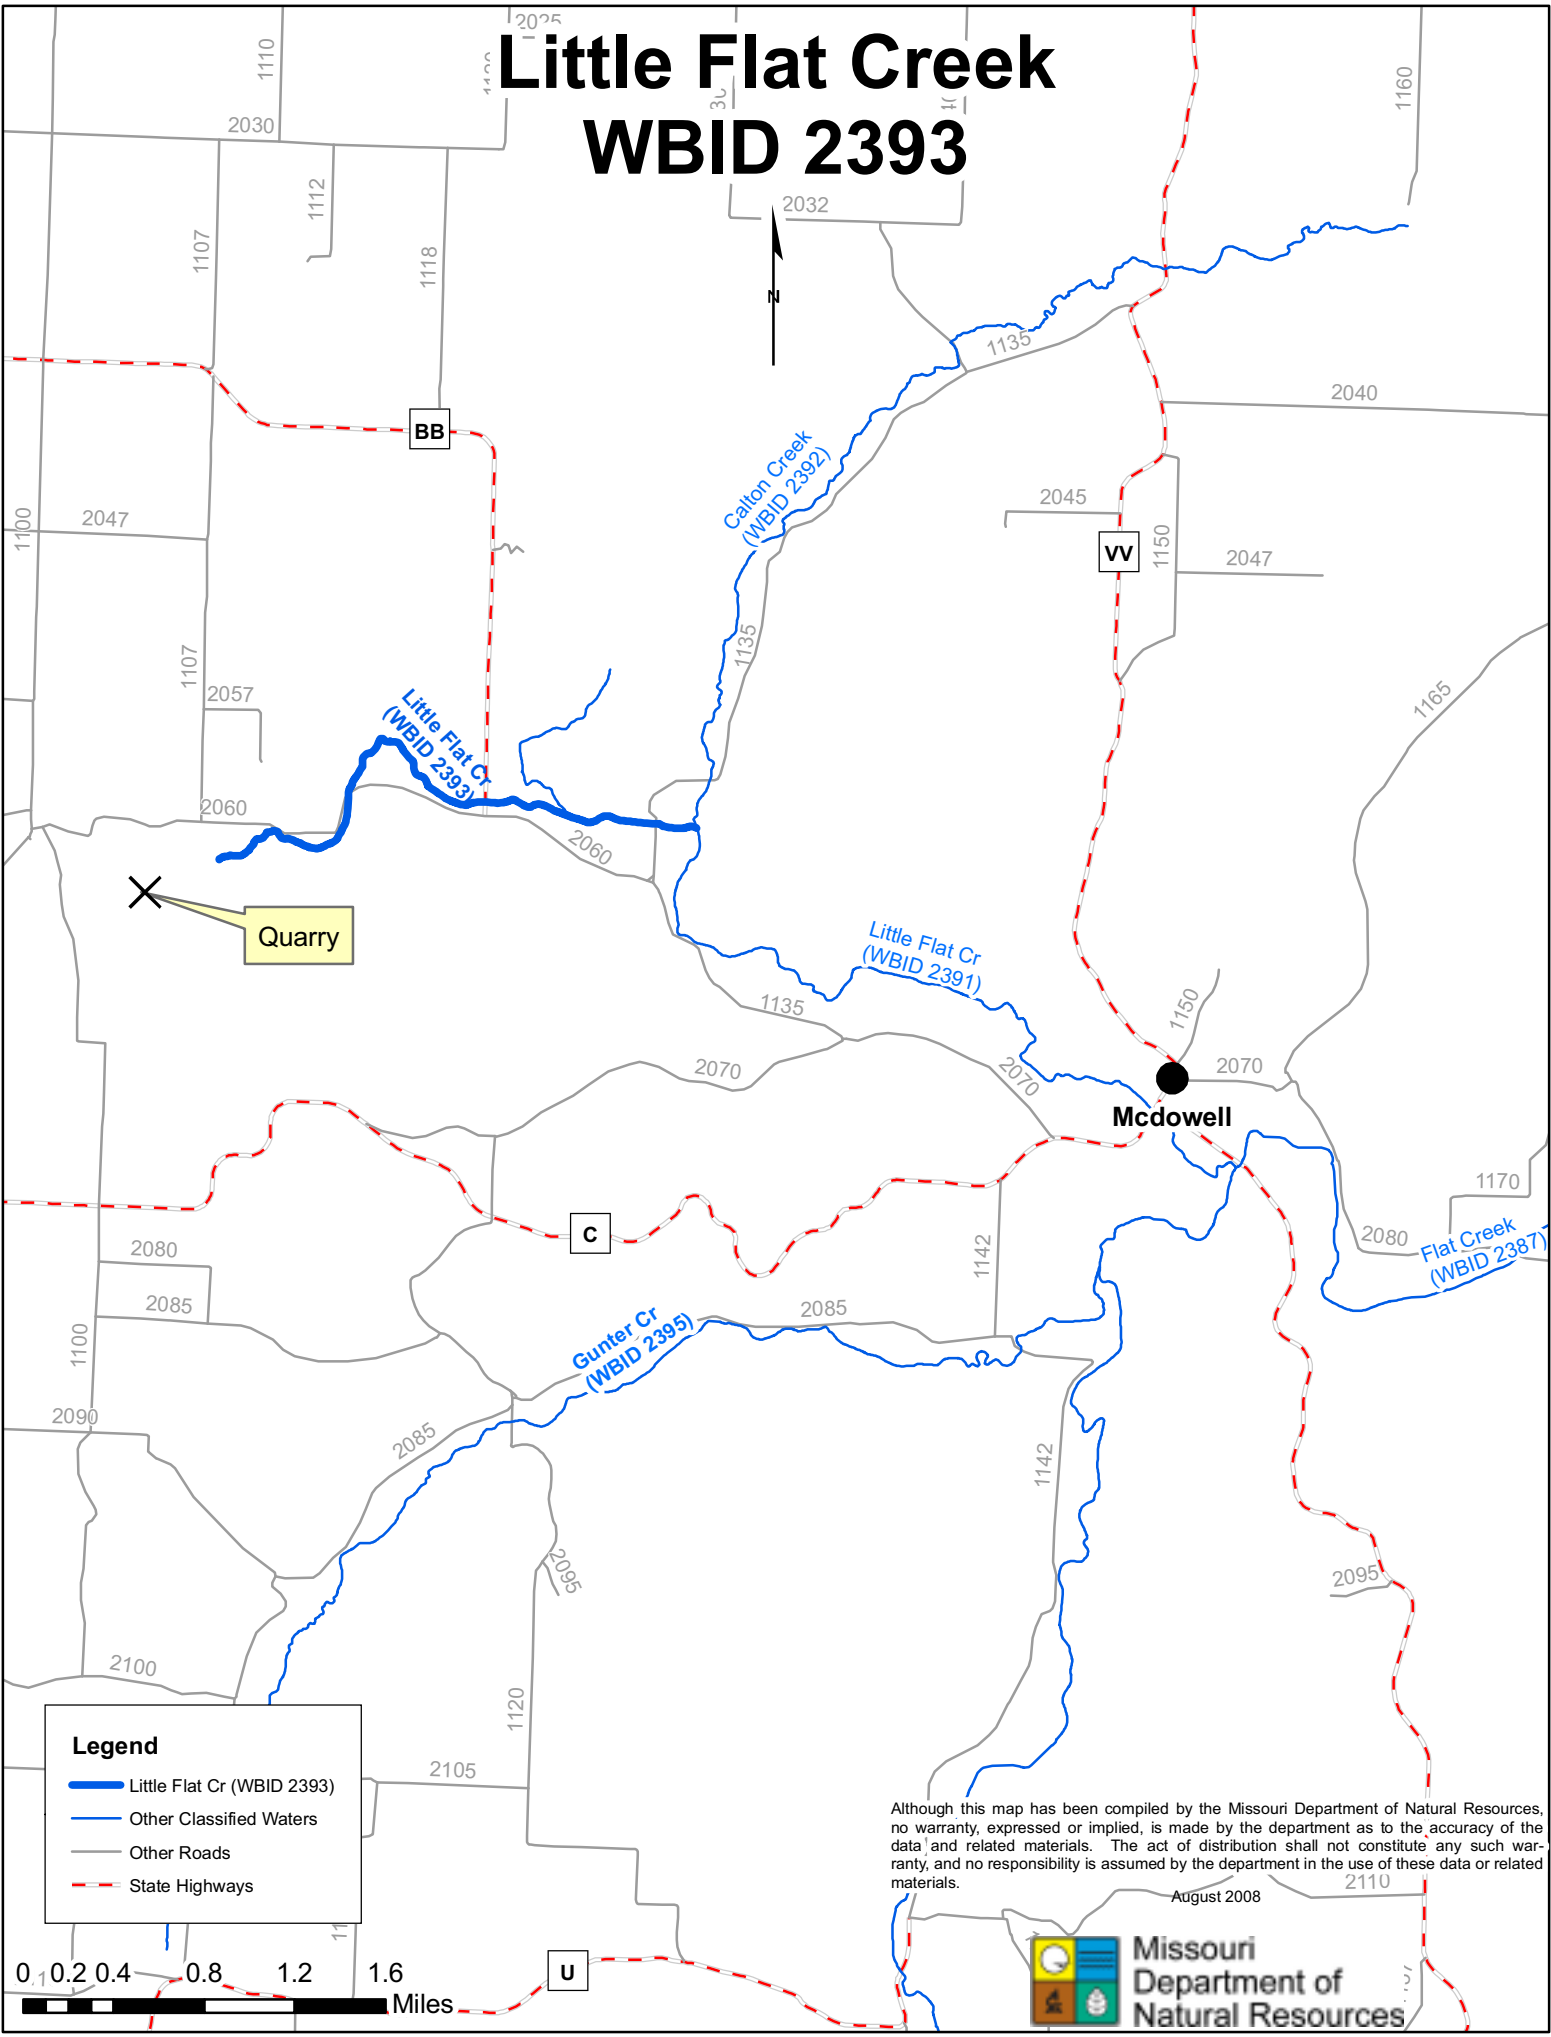 Little Flat Creek
WBID 2393
2025
1110
1160
2030
1112
2032
1107
1118
N
1135
BB
2040
Calton Creek
(WBID 2392)
1100
2047
2045
VV
1150
2047
1135
1107
2057
1165
Little Flat Cr
(WBID 2393)
2060
2060
Quarry
Little Flat Cr
(WBID 2391)
1135
1150
2070
2070
2070
Mcdowell
1170
C
2080
2080
Flat Creek
(WBID 2387)
1142
2085
2085
1100
Gunter Cr
(WBID 2395)
2090
2085
1142
2095
2095
2100
1120
2105
Legend
Little Flat Cr (WBID 2393)
Other Classified Waters
Other Roads
State Highways
Although this map has been compiled by the Missouri Department of Natural Resources,
no warranty, expressed or implied, is made by the department as to the accuracy of the
data and related materials. The act of distribution shall not constitute any such war-
ranty, and no responsibility is assumed by the department in the use of these data or related
materials.
2110
August 2008
U
0 0.2 0.4 0.8 1.2 1.6
Miles
Missouri
Department of
Natural Resources